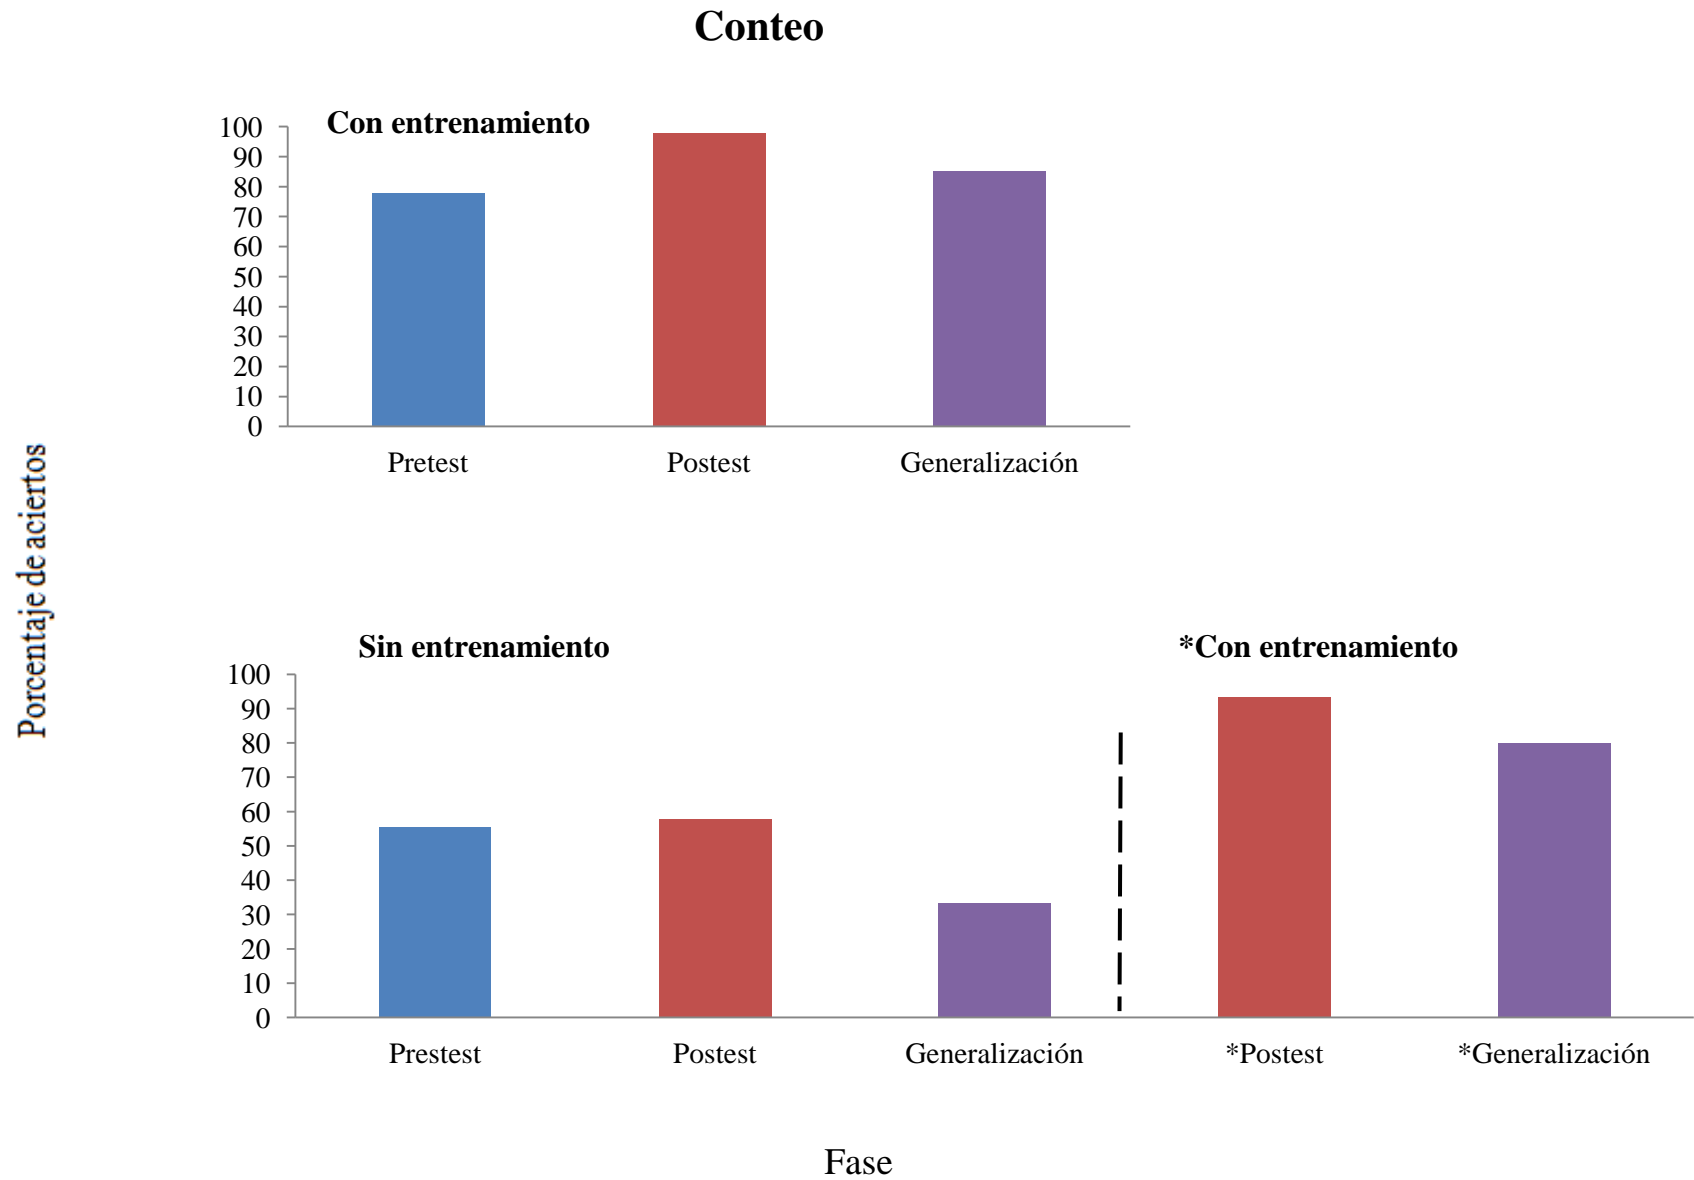 Conteo
Con entrenamiento
100
90
80
70
60
50
40
30
20
10
0
Pretest
Postest
Generalización
Porcentaje de aciertos
Sin entrenamiento
*Con entrenamiento
100
90
80
70
60
50
40
30
20
10
0
Prestest
Postest
Generalización
*Postest
*Generalización
Fase